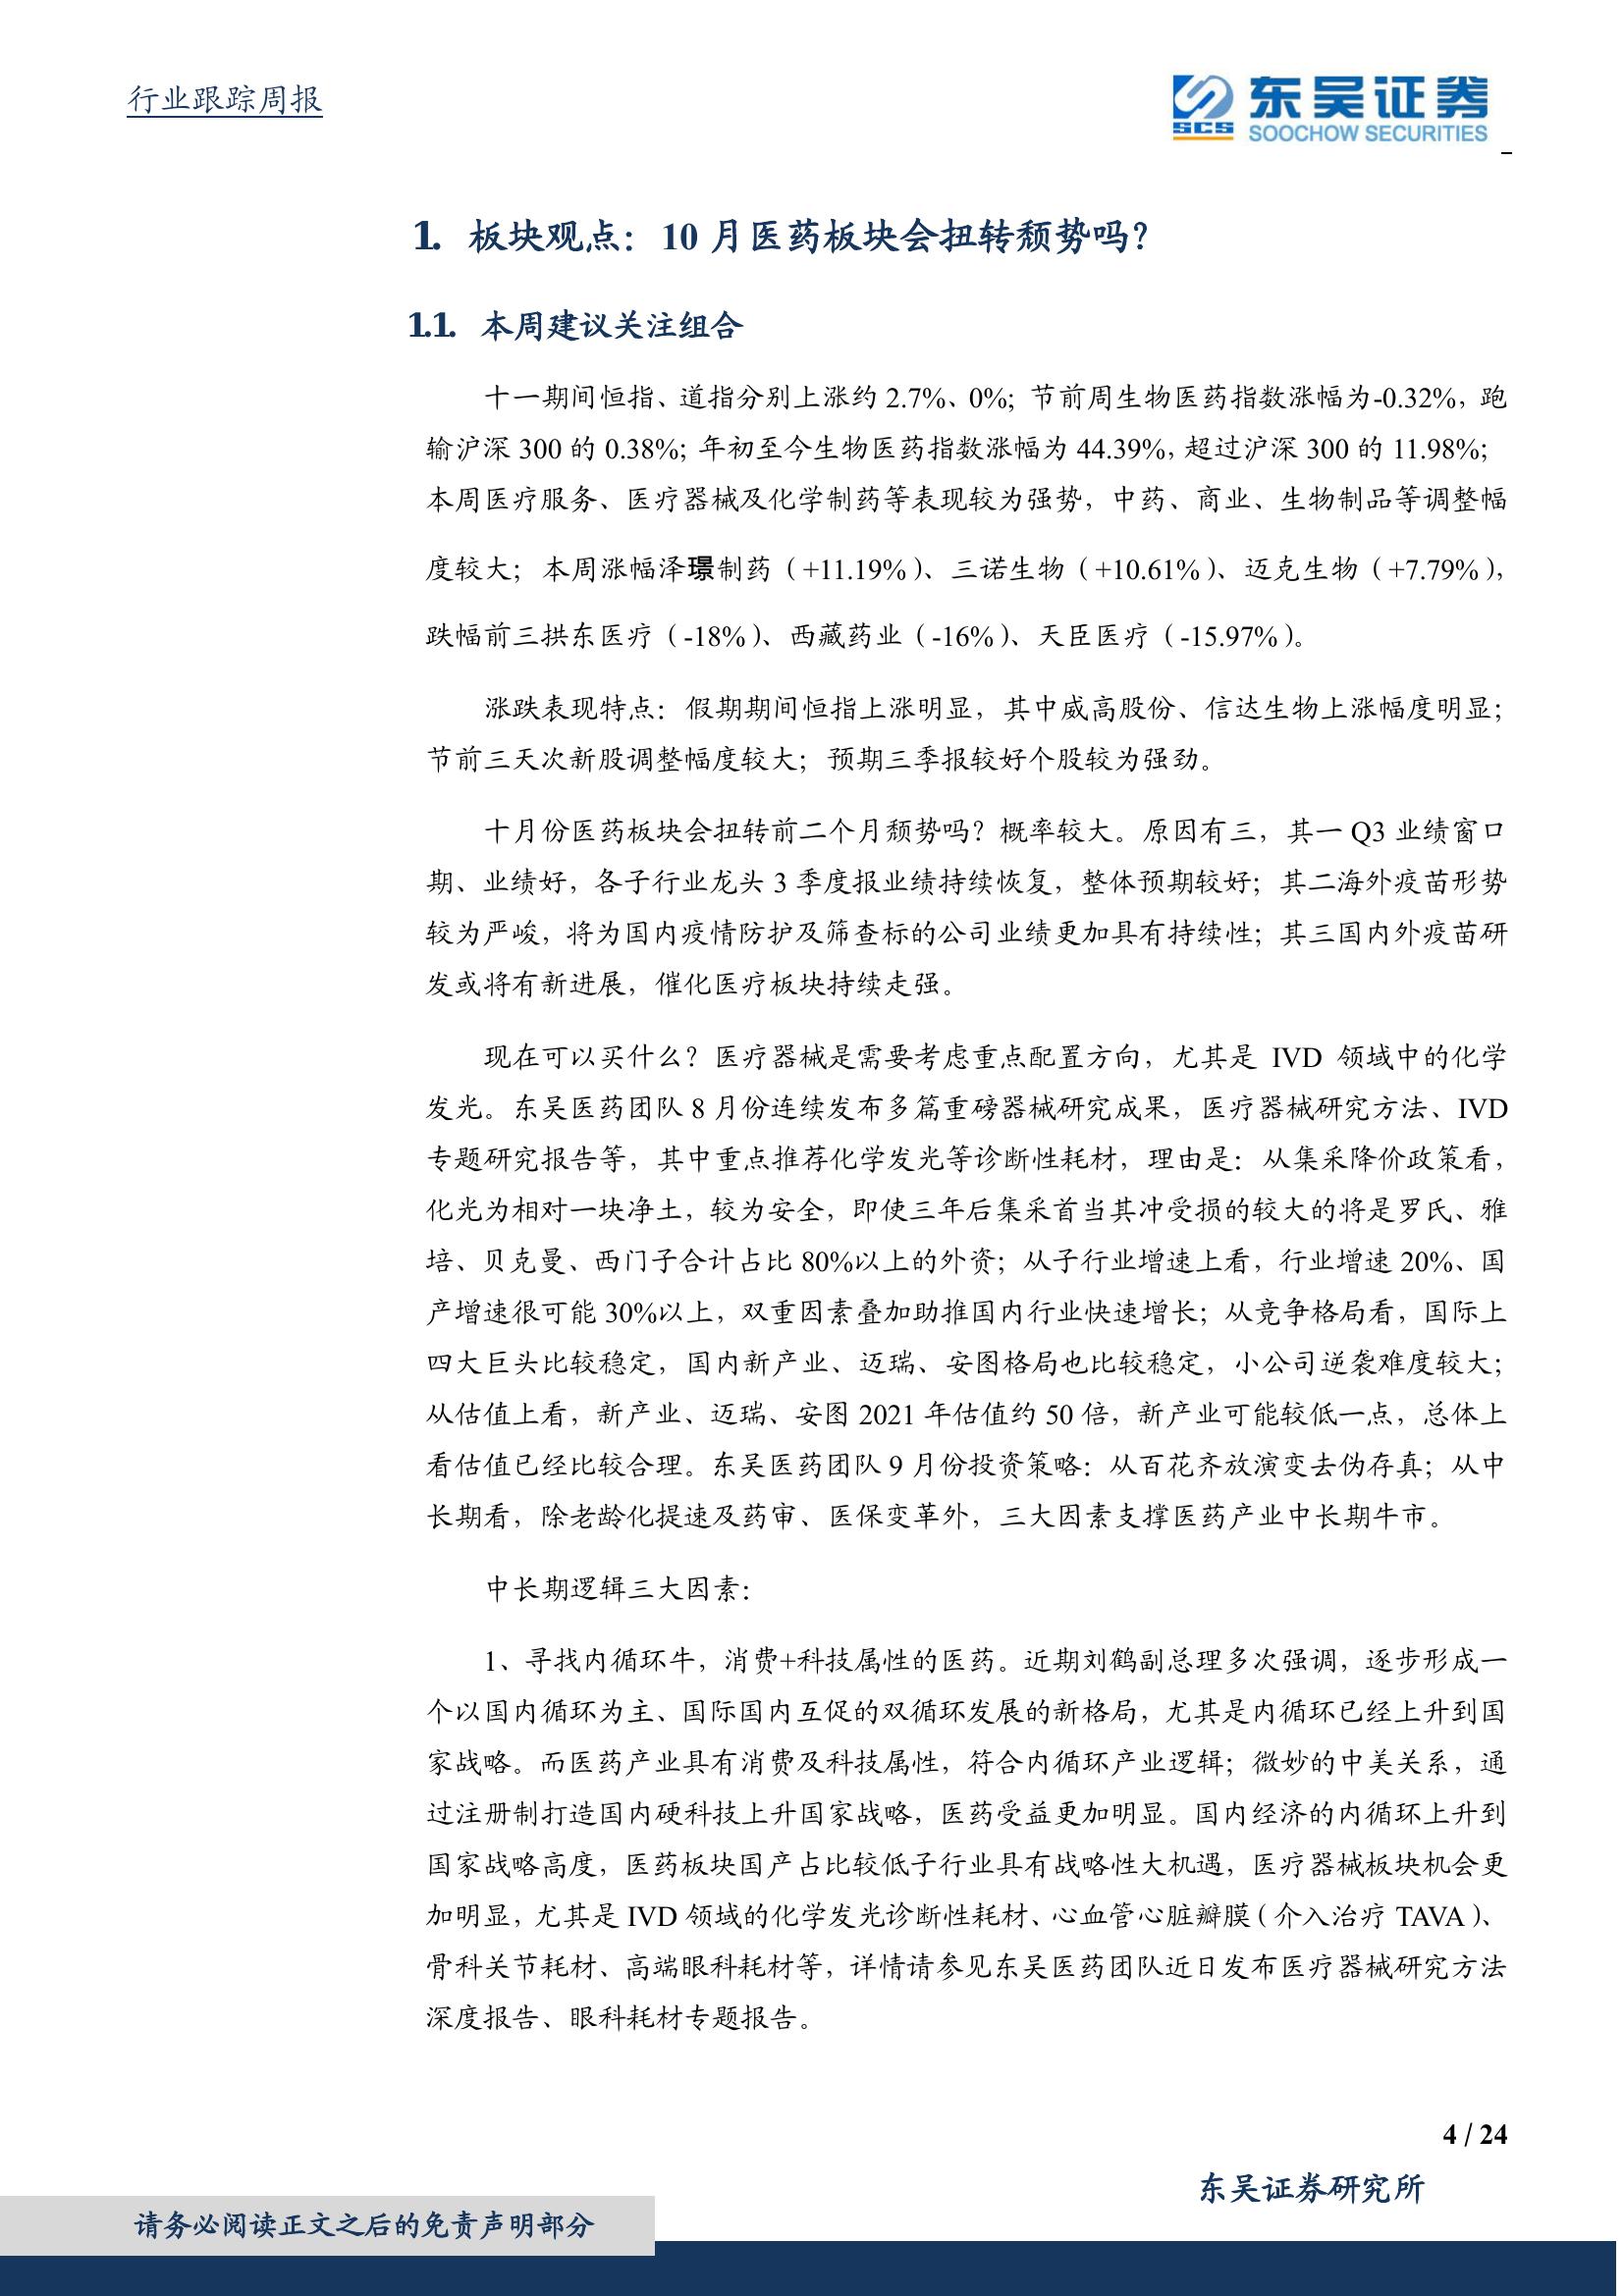 行业跟踪周报
SCS 东吴证券
SOOCHOW SECURITIES
1. 板块观点：10 月医药板块会扭转颓势吗？
1.1. 本周建议关注组合
十一期间恒指、道指分别上涨约 2.7%、0%; 节前周生物医药指数涨幅为-0.32%，跑
输沪深 300 的 0.38%; 年初至今生物医药指数涨幅为 44.39%, 超过沪深 300 的 11.98%;
本周医疗服务、医疗器械及化学制药等表现较为强势，中药、商业、生物制品等调整幅
度较大；本周涨幅泽璟制药（+11.19%）、三诺生物（+10.61%）、迈克生物（+7.79%），
跌幅前三拱东医疗（-18%）、西藏药业（-16%）、天臣医疗（-15.97%）。
涨跌表现特点：假期期间恒指上涨明显，其中威高股份、信达生物上涨幅度明显；
节前三天次新股调整幅度较大；预期三季报较好个股较为强劲。
十月份医药板块会扭转前二个月颓势吗？概率较大。原因有三，其一 Q3 业绩窗口
期、业绩好，各子行业龙头 3 季度报业绩持续恢复，整体预期较好；其二海外疫苗形势
较为严峻，将为国内疫情防护及筛查标的公司业绩更加具有持续性；其三国内外疫苗研
发或将有新进展，催化医疗板块持续走强。
现在可以买什么？医疗器械是需要考虑重点配置方向，尤其是 IVD 领域中的化学
发光。东吴医药团队 8 月份连续发布多篇重磅器械研究成果，医疗器械研究方法、IVD
专题研究报告等，其中重点推荐化学发光等诊断性耗材，理由是：从集采降价政策看，
化光为相对一块净土，较为安全，即使三年后集采首当其冲受损的较大的将是罗氏、雅
培、贝克曼、西门子合计占比 80%以上的外资；从子行业增速上看，行业增速 20%、国
产增速很可能 30%以上，双重因素叠加助推国内行业快速增长；从竞争格局看，国际上
四大巨头比较稳定，国内新产业、迈瑞、安图格局也比较稳定，小公司逆袭难度较大；
从估值上看，新产业、迈瑞、安图 2021 年估值约 50 倍，新产业可能较低一点，总体上
看估值已经比较合理。东吴医药团队 9 月份投资策略：从百花齐放演变去伪存真；从中
长期看，除老龄化提速及药审、医保变革外，三大因素支撑医药产业中长期牛市。
中长期逻辑三大因素：
1、寻找内循环牛，消费+科技属性的医药。近期刘鹤副总理多次强调，逐步形成一
个以国内循环为主、国际国内互促的双循环发展的新格局，尤其是内循环已经上升到国
家战略。而医药产业具有消费及科技属性，符合内循环产业逻辑；微妙的中美关系，通
过注册制打造国内硬科技上升国家战略，医药受益更加明显。国内经济的内循环上升到
国家战略高度，医药板块国产占比较低子行业具有战略性大机遇，医疗器械板块机会更
加明显，尤其是 IVD 领域的化学发光诊断性耗材、心血管心脏瓣膜（介入治疗 TAVA）、
骨科关节耗材、高端眼科耗材等，详情请参见东吴医药团队近日发布医疗器械研究方法
深度报告、眼科耗材专题报告。
4 / 24
东吴证券研究所
请务必阅读正文之后的免责声明部分